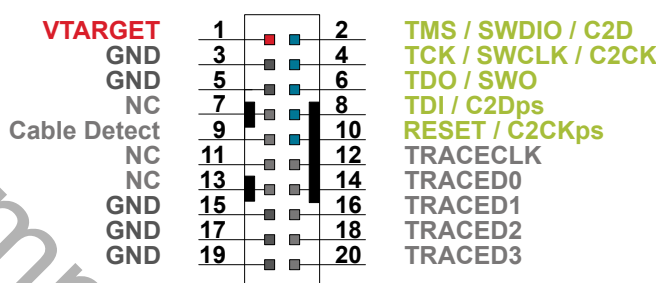 VTARGET 1 2 TMS / SWDIO / C2D
GND 3 4 TCK / SWCLK / C2CK
GND 5 6 TDO / SWO
NC 7 8 TDI / C2Dps
Cable Detect 9 10 RESET / C2CKps
NC 11 12 TRACECLK
NC 13 14 TRACED0
GND 15 16 TRACED1
GND 17 18 TRACED2
GND 19 20 TRACED3